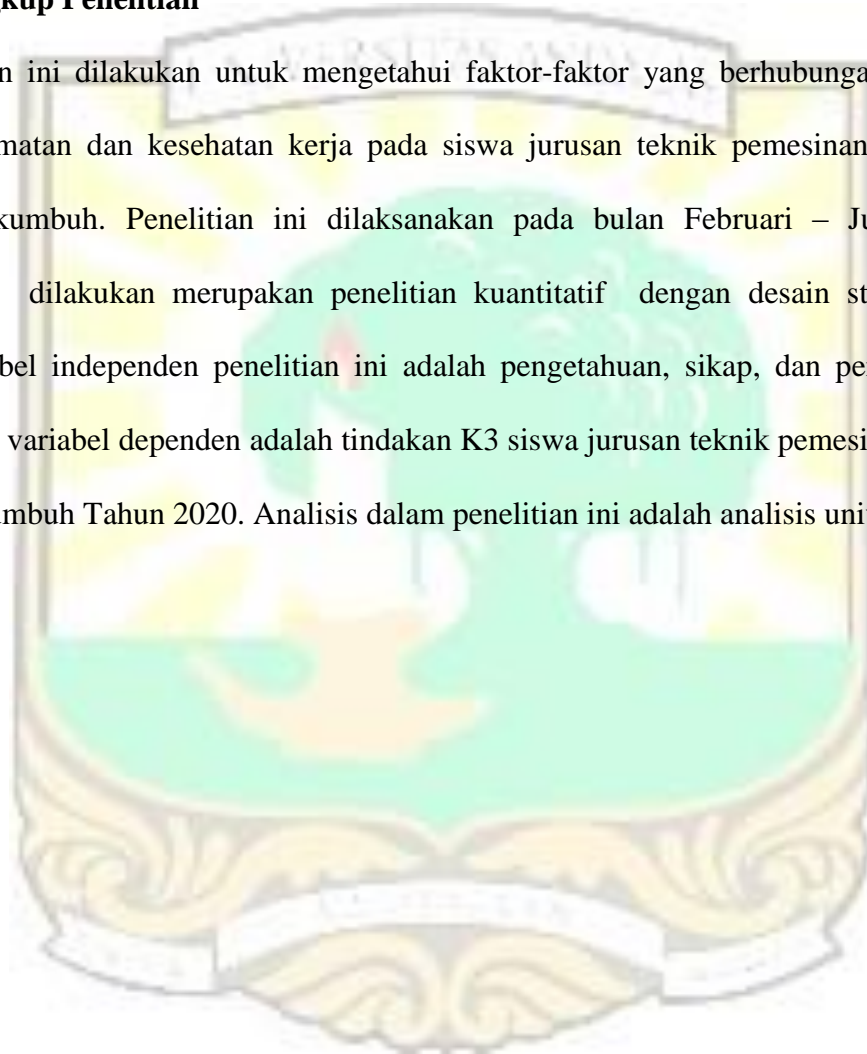 gkup Penelitian
n ini dilakukan untuk mengetahui faktor-faktor yang berhubunga
matan dan kesehatan kerja pada siswa jurusan teknik pemesinan
kumbuh. Penelitian ini dilaksanakan pada bulan Februari – Ju
dilakukan merupakan penelitian kuantitatif dengan desain st
bel independen penelitian ini adalah pengetahuan, sikap, dan pe
variabel dependen adalah tindakan K3 siswa jurusan teknik pemesi
umbuh Tahun 2020. Analisis dalam penelitian ini adalah analisis uni